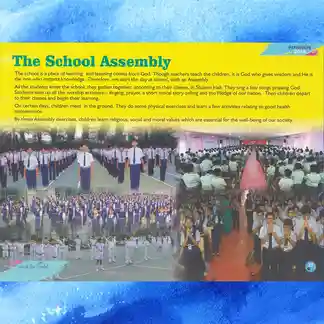 The School Assembly
The school is a place of learning and learning comes from God. Though teachers teach the children, it is God who gives wisdom and He is
the one who imparts knowledge. Therefore, we start the day at school, with an Assembly.
As the students enter the school, they gather together, according to their classes, in Shalom Hall. They sing a few songs praising God.
Students take up all the worship activities - singing, prayer, a short moral story-telling and the Pledge of our nation. Then children depart
to their classes and begin their learning.
On certain days, children meet in the ground. They do some physical exercises and learn a few activities relating to good health
maintenance.
By these Assembly exercises, children learn religious, social and moral values which are essential for the well-being of our society.